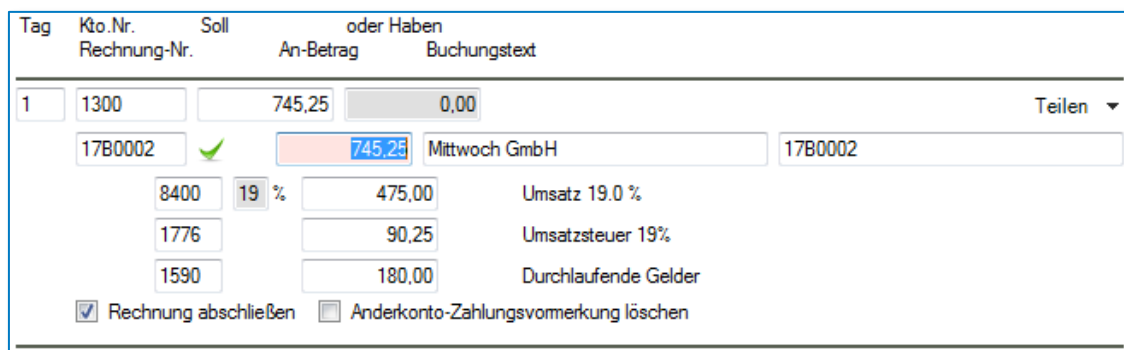 Tag Kto.Nr. Soll oder Haben
Rechnung-Nr. An-Betrag Buchungstext
1 1300 745,25 0,00 Teilen
17B0002 745,25 Mittwoch GmbH 17B0002
8400 19 % 475,00 Umsatz 19.0 %
1776 90,25 Umsatzsteuer 19%
1590 180,00 Durchlaufende Gelder
Rechnung abschließen Anderkonto-Zahlungsvormerkung löschen